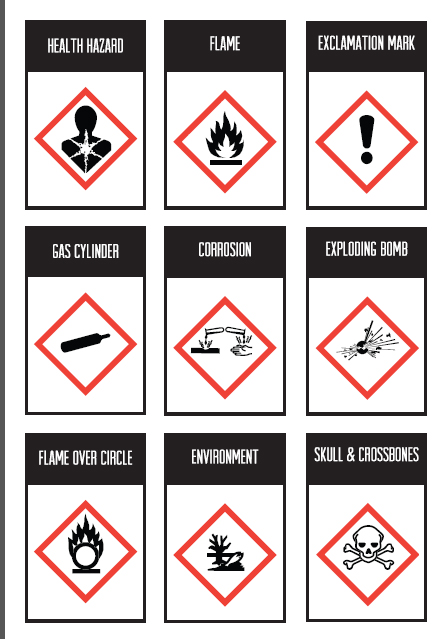 HEALTH HAZARD
FLAME
EXCLAMATION MARK
GAS CYLINDER
CORROSION
EXPLODING BOMB
FLAME OVER CIRCLE
ENVIRONMENT
SKULL & CROSSBONES